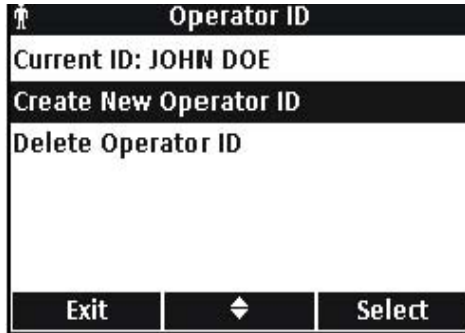 Operator ID
Current ID: JOHN DOE
Create New Operator ID
Delete Operator ID
Exit Select